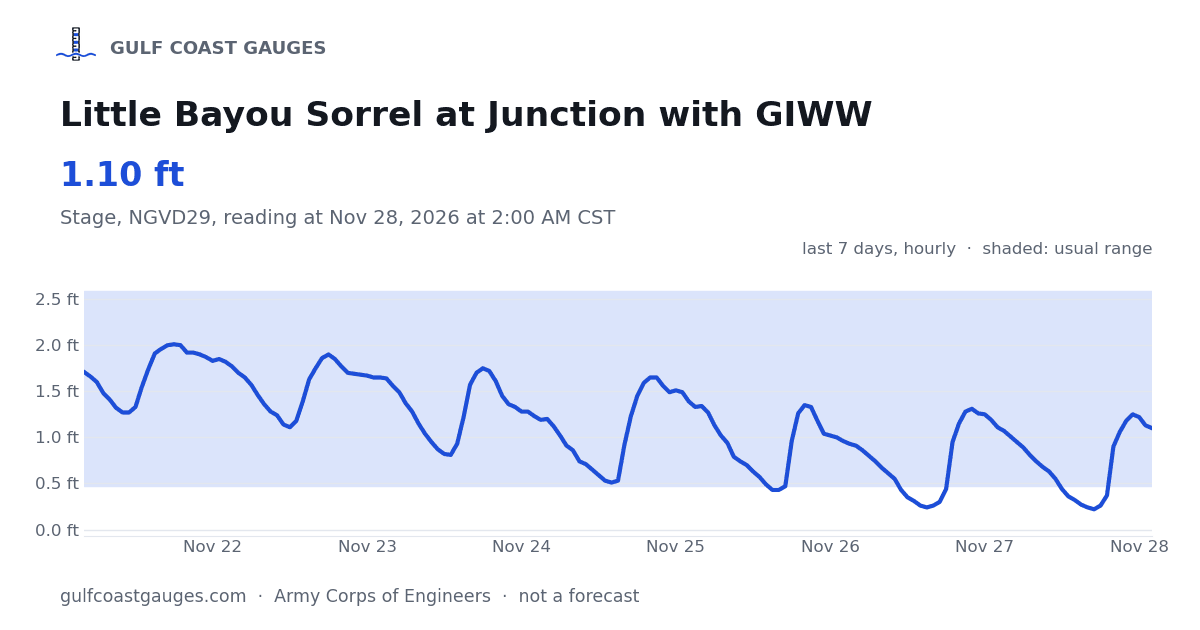 GULF COAST GAUGES
Little Bayou Sorrel at Junction with GIWW
1.10 ft
Stage, NGVD29, reading at Nov 28, 2026 at 2:00 AM CST
last 7 days, hourly · shaded: usual range
2.5 ft
2.0 ft
1.5 ft
1.0 ft
0.5 ft
0.0 ft
Nov 22 Nov 23 Nov 24 Nov 25 Nov 26 Nov 27 Nov 28
gulfcoastgauges.com · Army Corps of Engineers · not a forecast